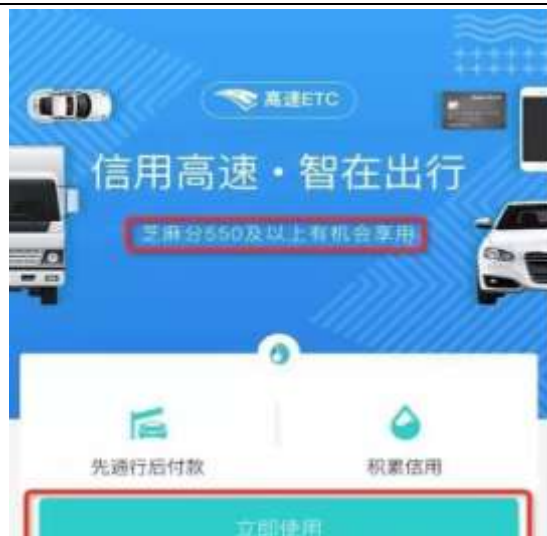 高速ETC
信用高速·智在出行
芝麻分550及以上有机会享用
先通行后付款
积累信用
立即使用